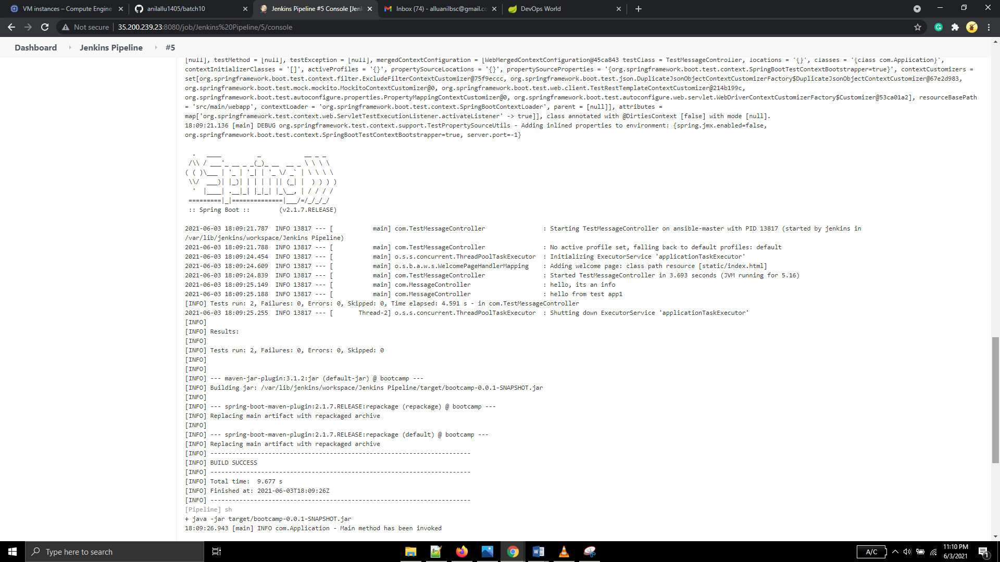 VM instances – Compute Engine
anilallu1405/batch10
Jenkins Pipeline #5 Console [Jen
Inbox (74) - alluanilbsc@gmail.co
DevOps World
Not secure
35.200.239.23:8080/job/Jenkins%20Pipeline/5/console
Dashboard
Jenkins Pipeline
#5
[null], testMethod = [null], testException = [null], mergedContextConfiguration = [WebMergedContextConfiguration@45ca843 testClass = TestMessageController, locations = '{}', classes = '{class com.Application}',
contextInitializerClasses = '[]', activeProfiles = '{}', propertySourceLocations = '{}', propertySourceProperties = '{org.springframework.boot.test.context.SpringBootTestContextBootstrapper=true}', contextCustomizers =
set[org.springframework.boot.test.context.filter.ExcludeFilterContextCustomizer@75f9eccc, org.springframework.boot.test.json.DuplicateJsonObjectContextCustomizerFactory$DuplicateJsonObjectContextCustomizer@67e2d983,
org.springframework.boot.test.mock.mockito.MockitoContextCustomizer@0, org.springframework.boot.test.web.client.TestRestTemplateContextCustomizer@214b199c,
org.springframework.boot.test.autoconfigure.properties.PropertyMappingContextCustomizer@0, org.springframework.boot.test.autoconfigure.web.servlet.WebDriverContextCustomizerFactory$Customizer@53ca01a2], resourceBasePath
= 'src/main/webapp', contextLoader = 'org.springframework.boot.test.context.SpringBootContextLoader', parent = [null]], attributes =
map['org.springframework.test.context.web.ServletTestExecutionListener.activateListener' -> true]], class annotated with @DirtiesContext [false] with mode [null].
18:09:21.136 [main] DEBUG org.springframework.test.context.support.TestPropertySourceUtils - Adding inlined properties to environment: {spring.jmx.enabled=false,
org.springframework.boot.test.context.SpringBootTestContextBootstrapper=true, server.port=-1}
  .   ____          _            __ _ _
 /\\ / ___'_ __ _ _(_)_ __  __ _ \ \ \ \
( ( )\___ | '_ | '_| | '_ \/ _` | \ \ \ \
 \\/  ___)| |_)| | | | | || (_| |  ) ) ) )
  '  |____| .__|_| |_|_| |_\__, | / / / /
 =========|_|==============|___/=/_/_/_/
 :: Spring Boot ::        (v2.1.7.RELEASE)
2021-06-03 18:09:21.787  INFO 13817 --- [           main] com.TestMessageController                : Starting TestMessageController on ansible-master with PID 13817 (started by jenkins in
/var/lib/jenkins/workspace/Jenkins Pipeline)
2021-06-03 18:09:21.788  INFO 13817 --- [           main] com.TestMessageController                : No active profile set, falling back to default profiles: default
2021-06-03 18:09:24.454  INFO 13817 --- [           main] o.s.s.concurrent.ThreadPoolTaskExecutor  : Initializing ExecutorService 'applicationTaskExecutor'
2021-06-03 18:09:24.609  INFO 13817 --- [           main] o.s.b.a.w.s.WelcomePageHandlerMapping    : Adding welcome page: class path resource [static/index.html]
2021-06-03 18:09:24.839  INFO 13817 --- [           main] com.TestMessageController                : Started TestMessageController in 3.693 seconds (JVM running for 5.16)
2021-06-03 18:09:25.149  INFO 13817 --- [           main] com.MessageController                    : hello, its an info
2021-06-03 18:09:25.188  INFO 13817 --- [           main] com.MessageController                    : hello from test app1
[INFO] Tests run: 2, Failures: 0, Errors: 0, Skipped: 0, Time elapsed: 4.591 s - in com.TestMessageController
2021-06-03 18:09:25.255  INFO 13817 --- [       Thread-2] o.s.s.concurrent.ThreadPoolTaskExecutor  : Shutting down ExecutorService 'applicationTaskExecutor'
[INFO]
[INFO] Results:
[INFO]
[INFO] Tests run: 2, Failures: 0, Errors: 0, Skipped: 0
[INFO]
[INFO]
[INFO] --- maven-jar-plugin:3.1.2:jar (default-jar) @ bootcamp ---
[INFO] Building jar: /var/lib/jenkins/workspace/Jenkins Pipeline/target/bootcamp-0.0.1-SNAPSHOT.jar
[INFO]
[INFO] --- spring-boot-maven-plugin:2.1.7.RELEASE:repackage (repackage) @ bootcamp ---
[INFO] Replacing main artifact with repackaged archive
[INFO]
[INFO] --- spring-boot-maven-plugin:2.1.7.RELEASE:repackage (default) @ bootcamp ---
[INFO] Replacing main artifact with repackaged archive
[INFO] ------------------------------------------------------------------------
[INFO] BUILD SUCCESS
[INFO] ------------------------------------------------------------------------
[INFO] Total time:  9.677 s
[INFO] Finished at: 2021-06-03T18:09:26Z
[INFO] ------------------------------------------------------------------------
[Pipeline] sh
+ java -jar target/bootcamp-0.0.1-SNAPSHOT.jar
18:09:26.943 [main] INFO com.Application - Main method has been invoked
Type here to search
A/C
11:10 PM
6/3/2021
1